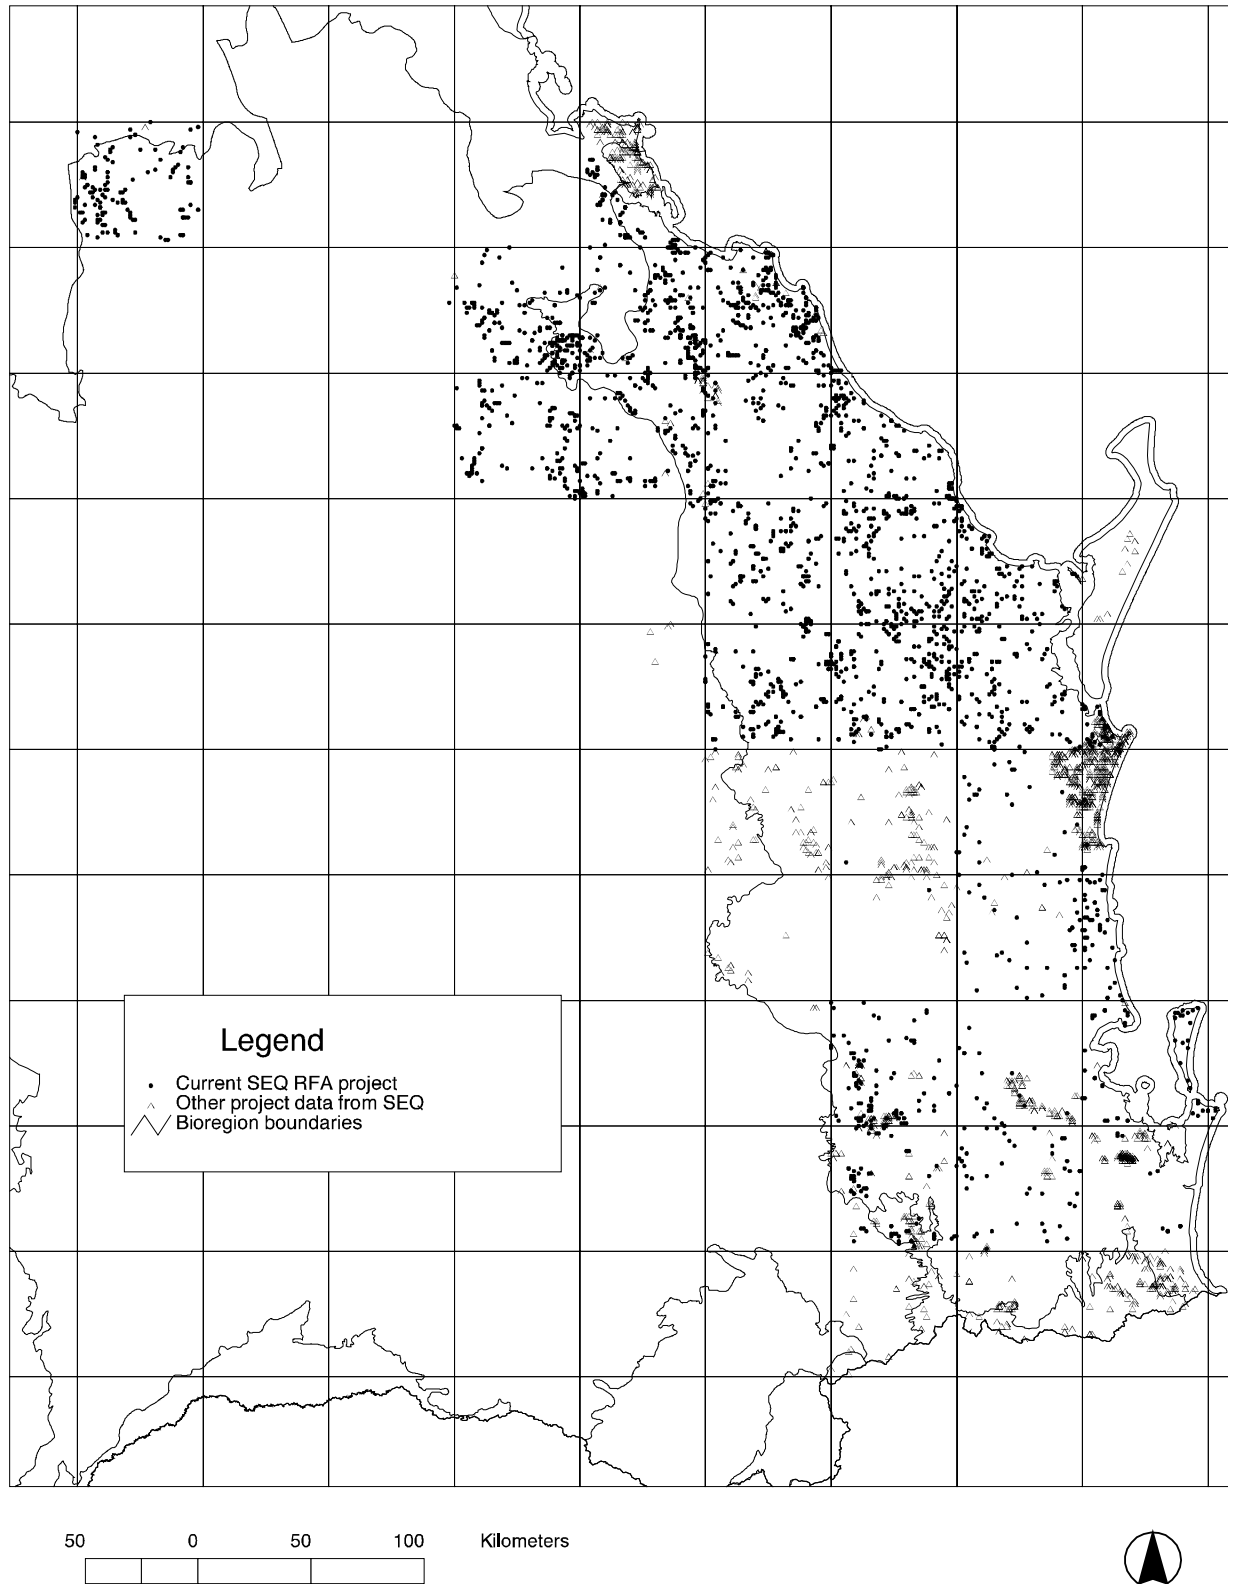 Legend
Current SEQ RFA project
Other project data from SEQ
Bioregion boundaries
50 0 50 100 Kilometers